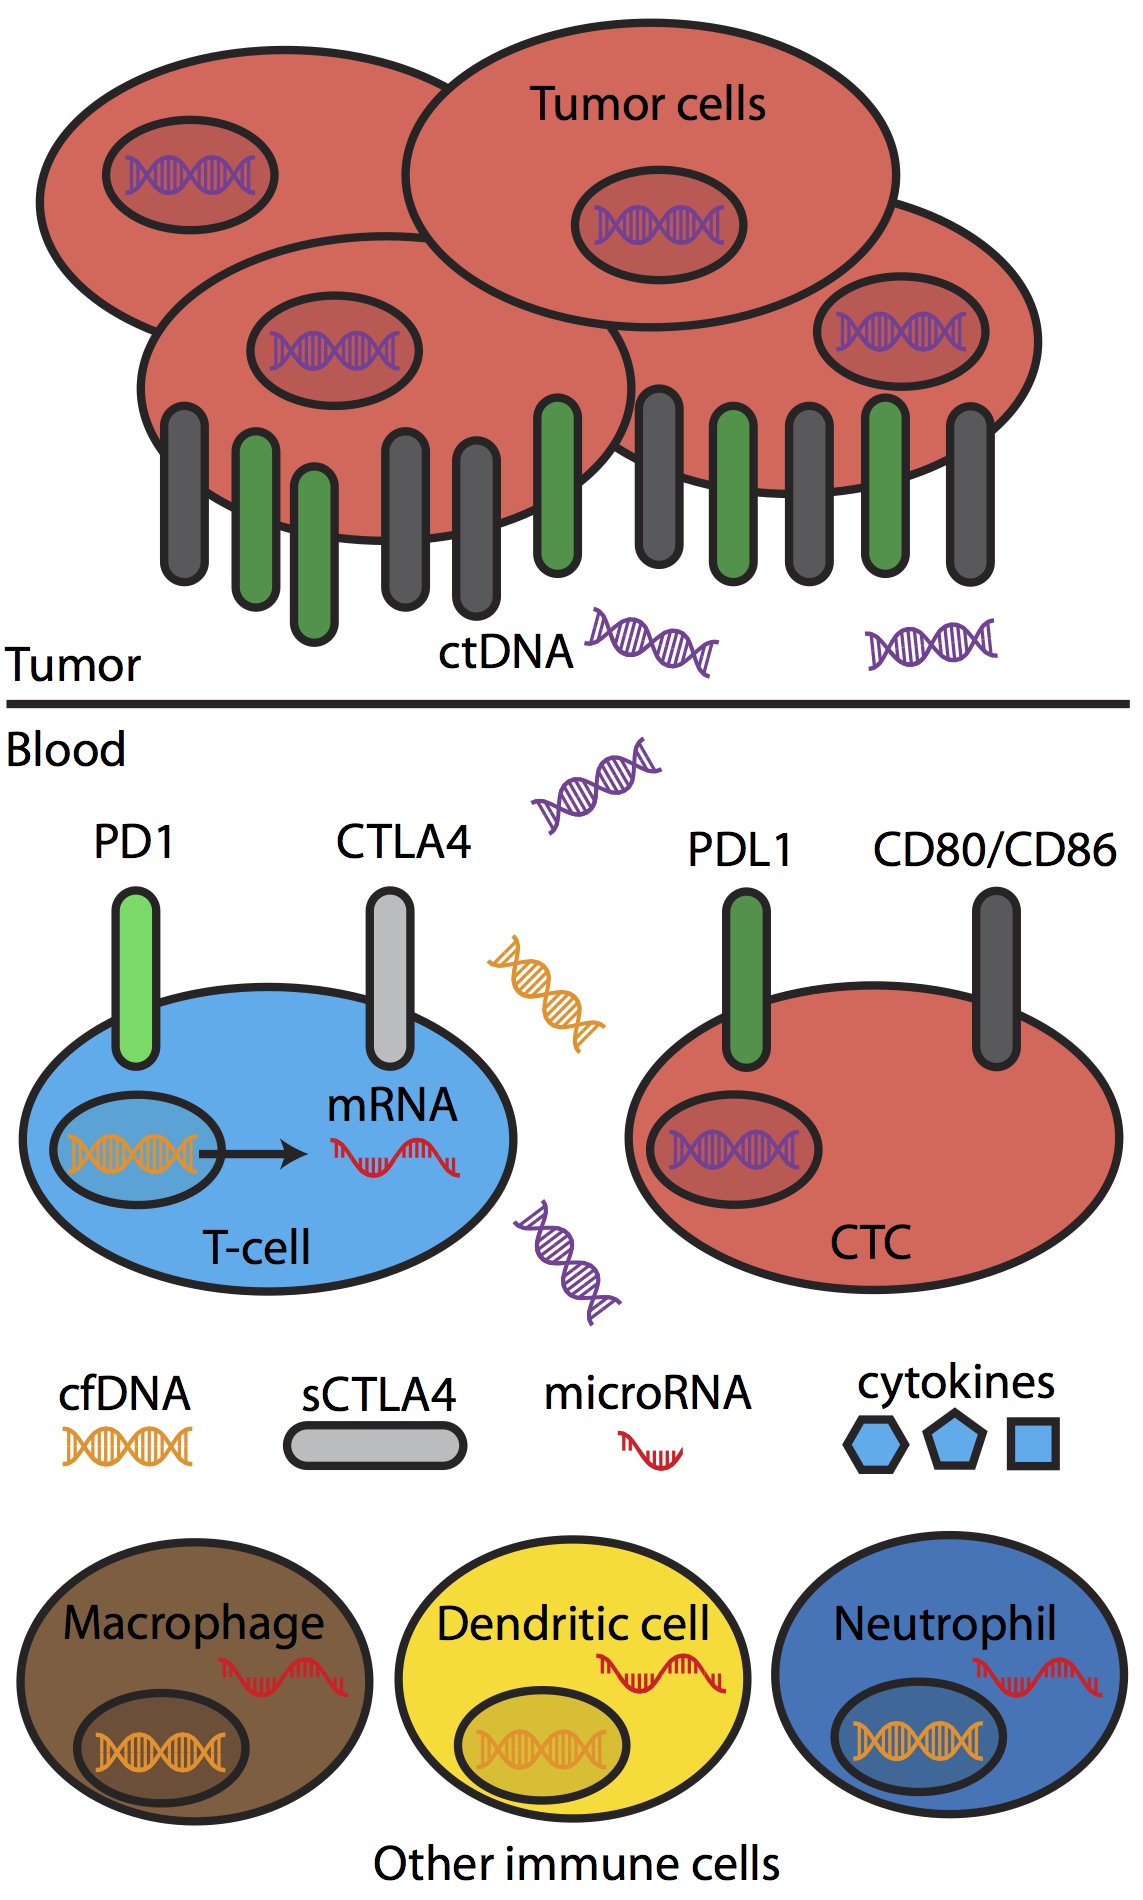 Tumor cells
ctDNA
Tumor
Blood
PD1
CTLA4
PDL1
CD80/CD86
mRNA
T-cell
CTC
cfDNA
sCTLA4
microRNA
cytokines
Macrophage
Dendritic cell
Neutrophil
Other immune cells